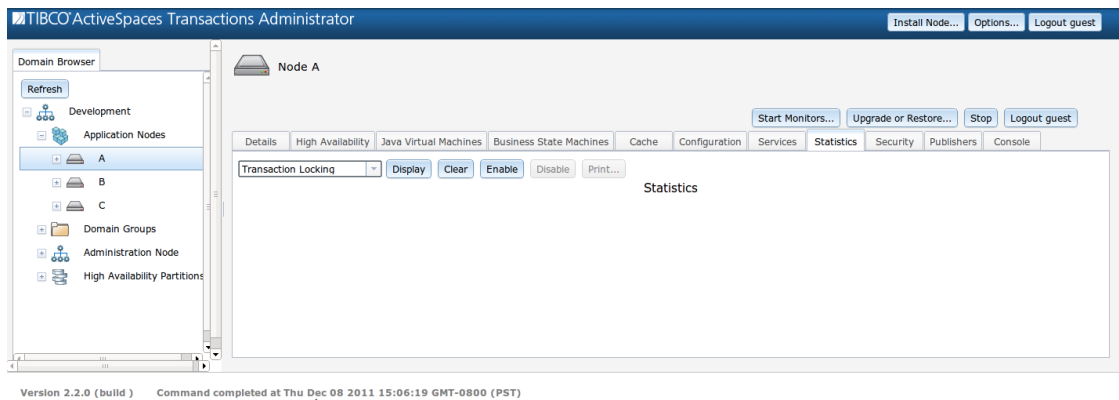 TIBCO® ActiveSpaces Transactions Administrator
Install Node... Options... Logout guest
Domain Browser
Node A
Refresh
Development
Start Monitors... Upgrade or Restore... Stop Logout guest
Application Nodes
Details High Availability Java Virtual Machines Business State Machines Cache Configuration Services Statistics Security Publishers Console
A
Transaction Locking Display Clear Enable Disable Print...
B
Statistics
C
Domain Groups
Administration Node
High Availability Partitions
Version 2.2.0 (build ) Command completed at Thu Dec 08 2011 15:06:19 GMT-0800 (PST)